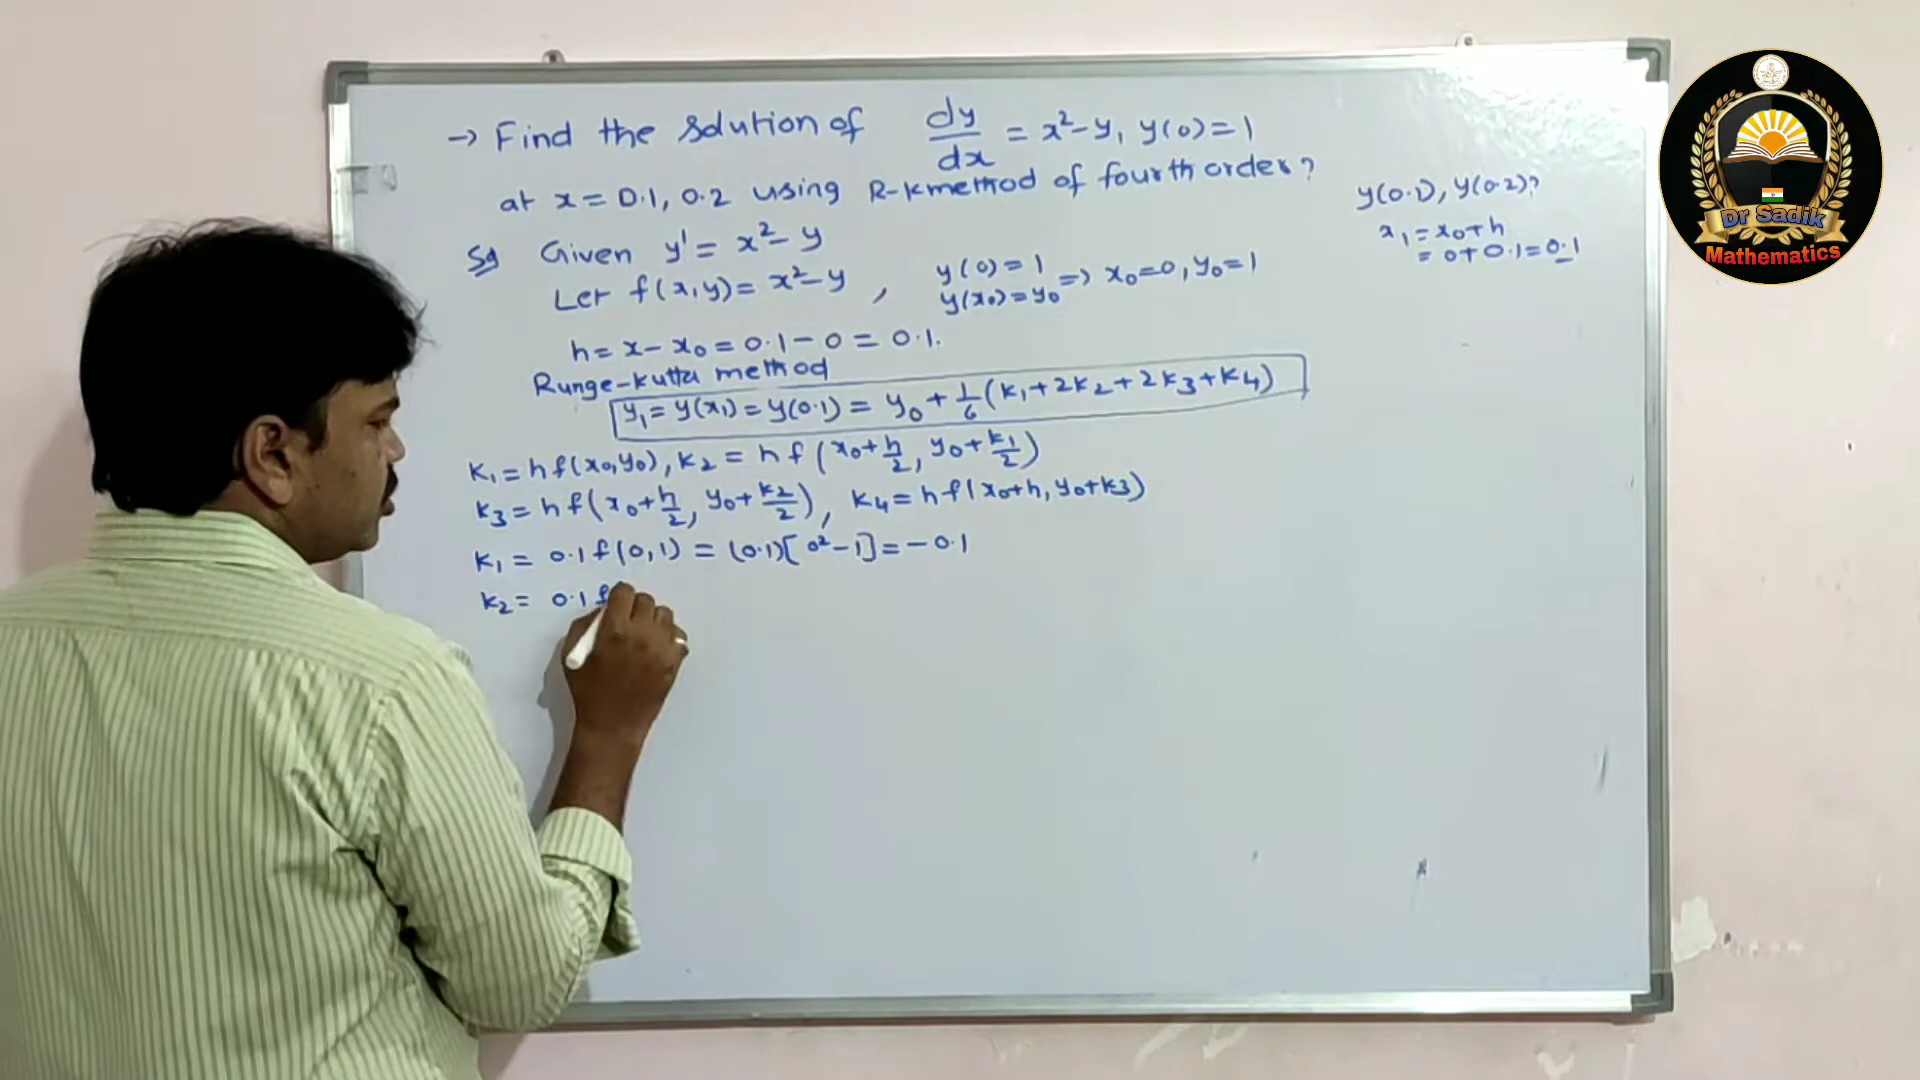 → Find the solution of dy/dx = x²-y, y(0)=1
at x=0.1, 0.2 using R-K method of fourth order?
Sol Given y' = x²-y
Let f(x,y) = x²-y , y(0)=1
y(x₀)=y₀ => x₀=0, y₀=1
h = x-x₀ = 0.1-0 = 0.1.
Runge-kutta method
y₁ = y(x₁) = y(0.1) = y₀ + 1/6 (k₁+2k₂+2k₃+k₄)
k₁ = h f(x₀,y₀), k₂ = h f(x₀+h/2, y₀+k₁/2)
k₃ = h f(x₀+h/2, y₀+k₂/2), k₄ = h f(x₀+h, y₀+k₃)
k₁ = 0.1 f(0,1) = (0.1)[0²-1] = -0.1
k₂ = 0.1 f
y(0.1), y(0.2)?
x₁ = x₀+h
= 0+0.1 = 0.1
Dr Sadik
Mathematics